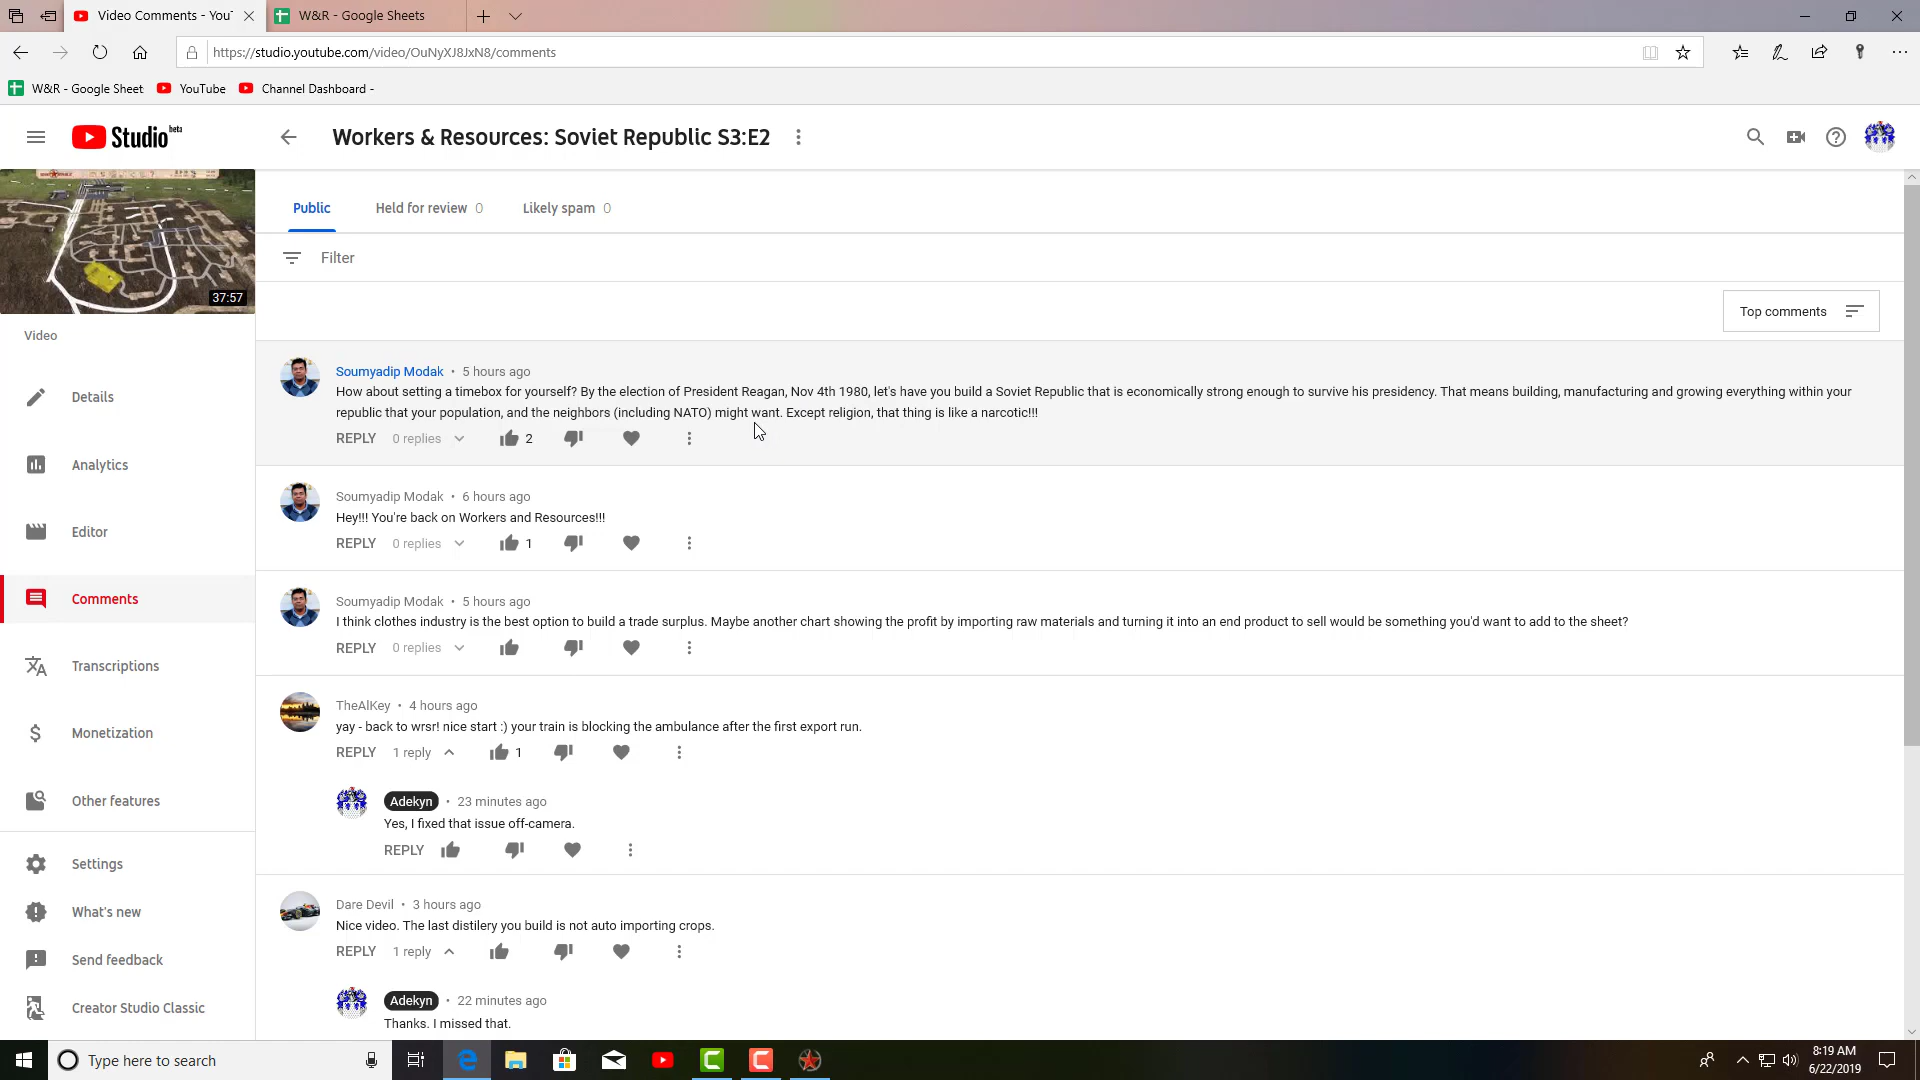 Video Comments - You'
W&R - Google Sheets
https://studio.youtube.com/video/OuNyXJ8JxN8/comments
W&R - Google Sheet
YouTube
Channel Dashboard -
Studio beta
Workers & Resources: Soviet Republic S3:E2
37:57
Video
Details
Analytics
Editor
Comments
Transcriptions
Monetization
Other features
Settings
What's new
Send feedback
Creator Studio Classic
Public
Held for review 0
Likely spam 0
Filter
Top comments
Soumyadip Modak • 5 hours ago
How about setting a timebox for yourself? By the election of President Reagan, Nov 4th 1980, let's have you build a Soviet Republic that is economically strong enough to survive his presidency. That means building, manufacturing and growing everything within your
republic that your population, and the neighbors (including NATO) might want. Except religion, that thing is like a narcotic!!!
REPLY 0 replies 2
Soumyadip Modak • 6 hours ago
Hey!!! You're back on Workers and Resources!!!
REPLY 0 replies 1
Soumyadip Modak • 5 hours ago
I think clothes industry is the best option to build a trade surplus. Maybe another chart showing the profit by importing raw materials and turning it into an end product to sell would be something you'd want to add to the sheet?
REPLY 0 replies
TheAlKey • 4 hours ago
yay - back to wrsr! nice start :) your train is blocking the ambulance after the first export run.
REPLY 1 reply 1
Adekyn • 23 minutes ago
Yes, I fixed that issue off-camera.
REPLY
Dare Devil • 3 hours ago
Nice video. The last distilery you build is not auto importing crops.
REPLY 1 reply
Adekyn • 22 minutes ago
Thanks. I missed that.
Type here to search
8:19 AM
6/22/2019